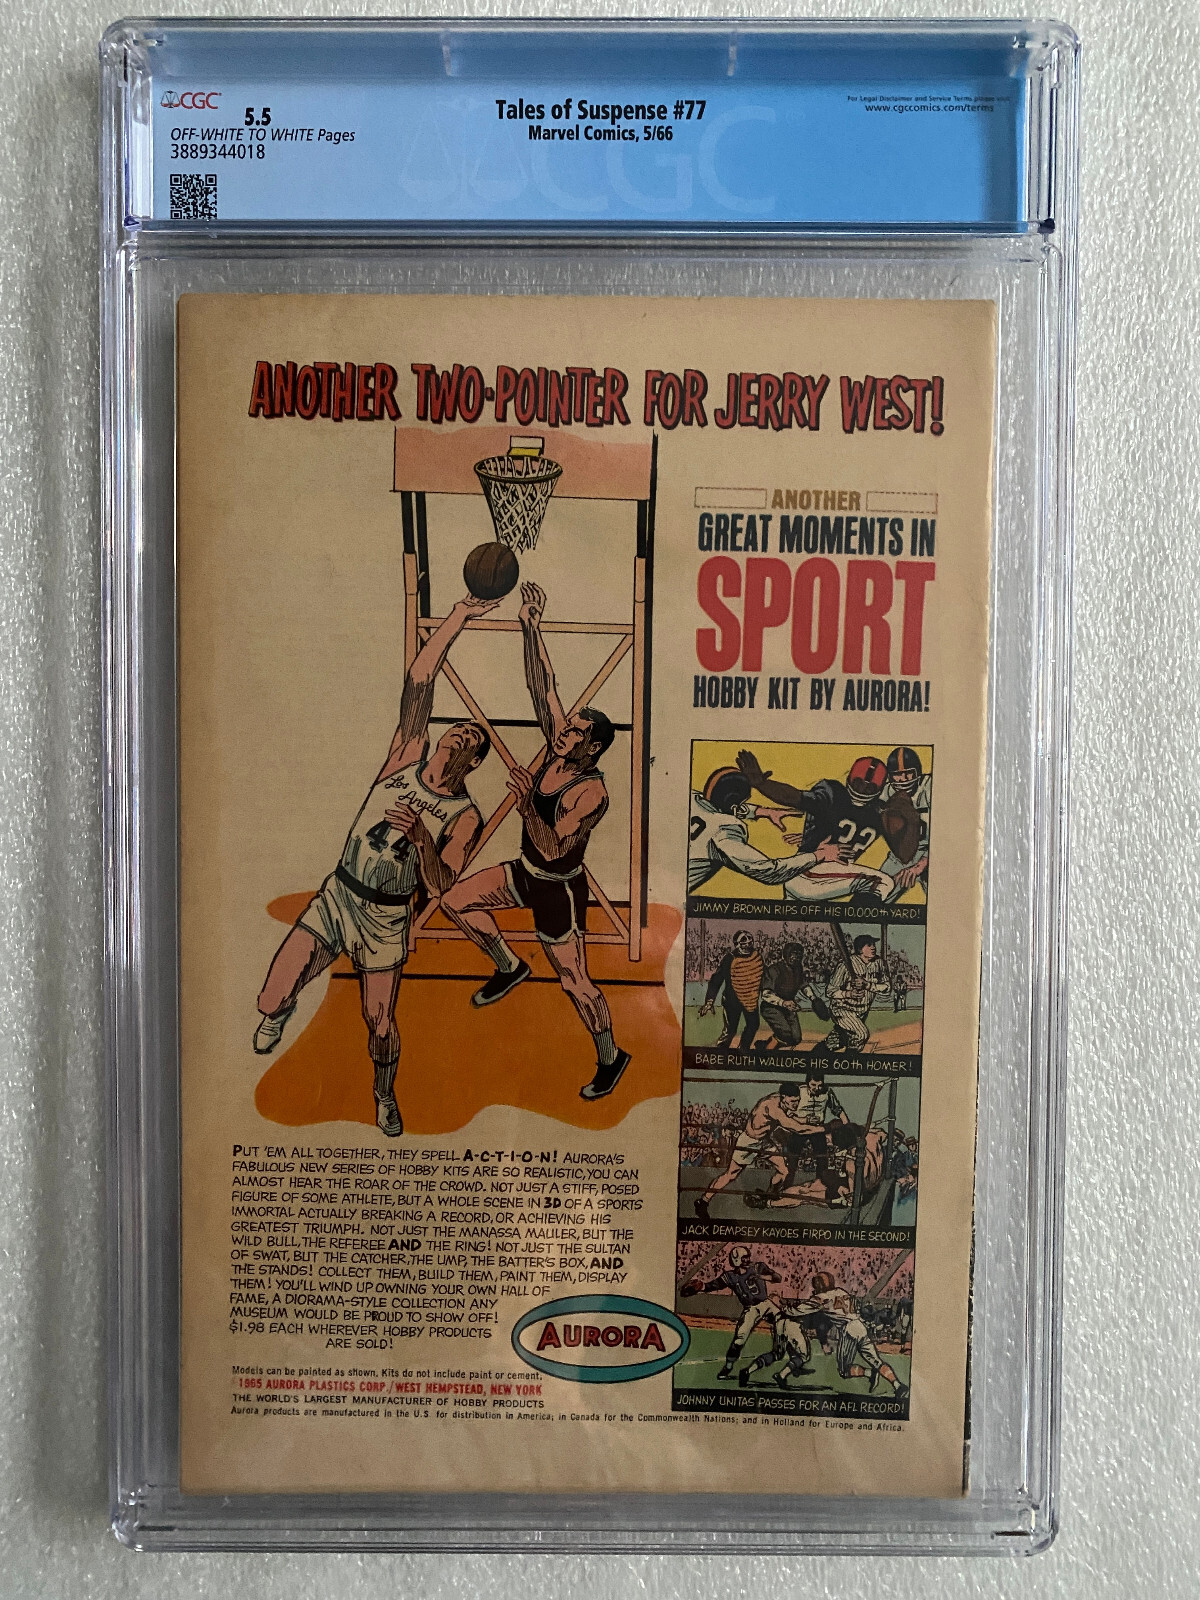 CGC
5.5
OFF-WHITE TO WHITE Pages
3889344018
Tales of Suspense #77
Marvel Comics, 5/66
For Legal Disclaimer and Service Terms please visit
www.cgccomics.com/terms
CGC
ANOTHER TWO-POINTER FOR JERRY WEST!
ANOTHER
GREAT MOMENTS IN
SPORT
HOBBY KIT BY AURORA!
Los
Angeles
44
32
JIMMY BROWN RIPS OFF HIS 10,000th YARD!
BABE RUTH WALLOPS HIS 60th HOMER!
JACK DEMPSEY KAYOES FIRPO IN THE SECOND!
19
JOHNNY UNITAS PASSES FOR AN AFL RECORD!
PUT 'EM ALL TOGETHER, THEY SPELL A-C-T-I-O-N! AURORA'S
FABULOUS NEW SERIES OF HOBBY KITS ARE SO REALISTIC, YOU CAN
ALMOST HEAR THE ROAR OF THE CROWD. NOT JUST A STIFF, POSED
FIGURE OF SOME ATHLETE, BUT A WHOLE SCENE IN 3D OF A SPORTS
IMMORTAL ACTUALLY BREAKING A RECORD, OR ACHIEVING HIS
GREATEST TRIUMPH. NOT JUST THE MANASSA MAULER, BUT THE
WILD BULL, THE REFEREE AND THE RING! NOT JUST THE SULTAN
OF SWAT, BUT THE CATCHER, THE UMP, THE BATTER'S BOX, AND
THE STANDS! COLLECT THEM, BUILD THEM, PAINT THEM, DISPLAY
THEM! YOU'LL WIND UP OWNING YOUR OWN HALL OF
FAME, A DIORAMA-STYLE COLLECTION ANY
MUSEUM WOULD BE PROUD TO SHOW OFF!
$1.98 EACH WHEREVER HOBBY PRODUCTS
ARE SOLD!
AURORA
Models can be painted as shown. Kits do not include paint or cement.
1965 AURORA PLASTICS CORP./WEST HEMPSTEAD, NEW YORK
THE WORLD'S LARGEST MANUFACTURER OF HOBBY PRODUCTS
Aurora products are manufactured in the U.S. for distribution in America; in Canada for the Commonwealth Nations; and in Holland for Europe and Africa.